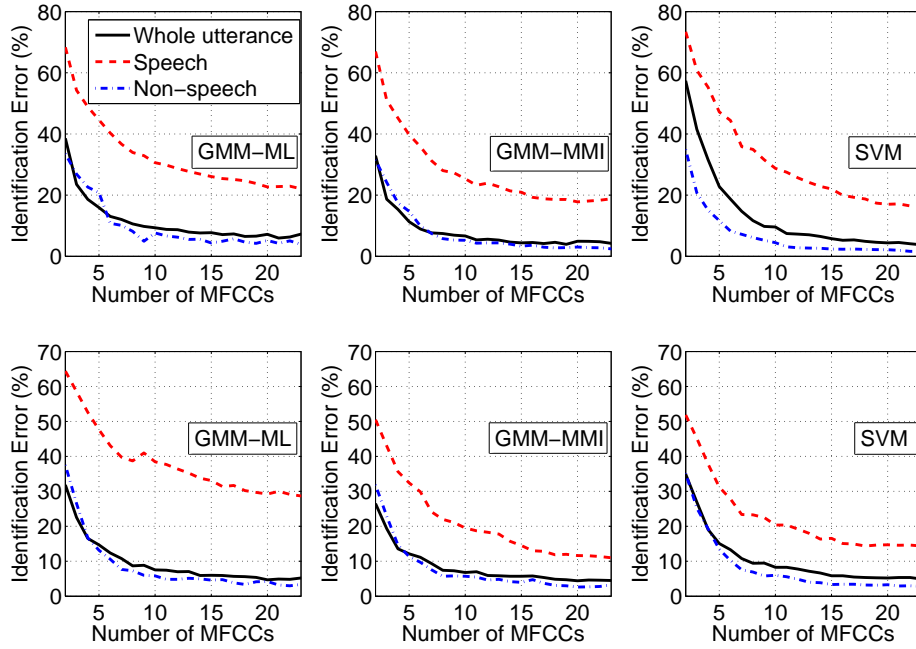 Identification Error (%)
80
60
40
20
0
Whole utterance
Speech
Non-speech
GMM-ML
5 10 15 20
Number of MFCCs
Identification Error (%)
80
60
40
20
0
GMM-MMI
5 10 15 20
Number of MFCCs
Identification Error (%)
80
60
40
20
0
SVM
5 10 15 20
Number of MFCCs
Identification Error (%)
70
60
50
40
30
20
10
0
GMM-ML
5 10 15 20
Number of MFCCs
Identification Error (%)
70
60
50
40
30
20
10
0
GMM-MMI
5 10 15 20
Number of MFCCs
Identification Error (%)
70
60
50
40
30
20
10
0
SVM
5 10 15 20
Number of MFCCs